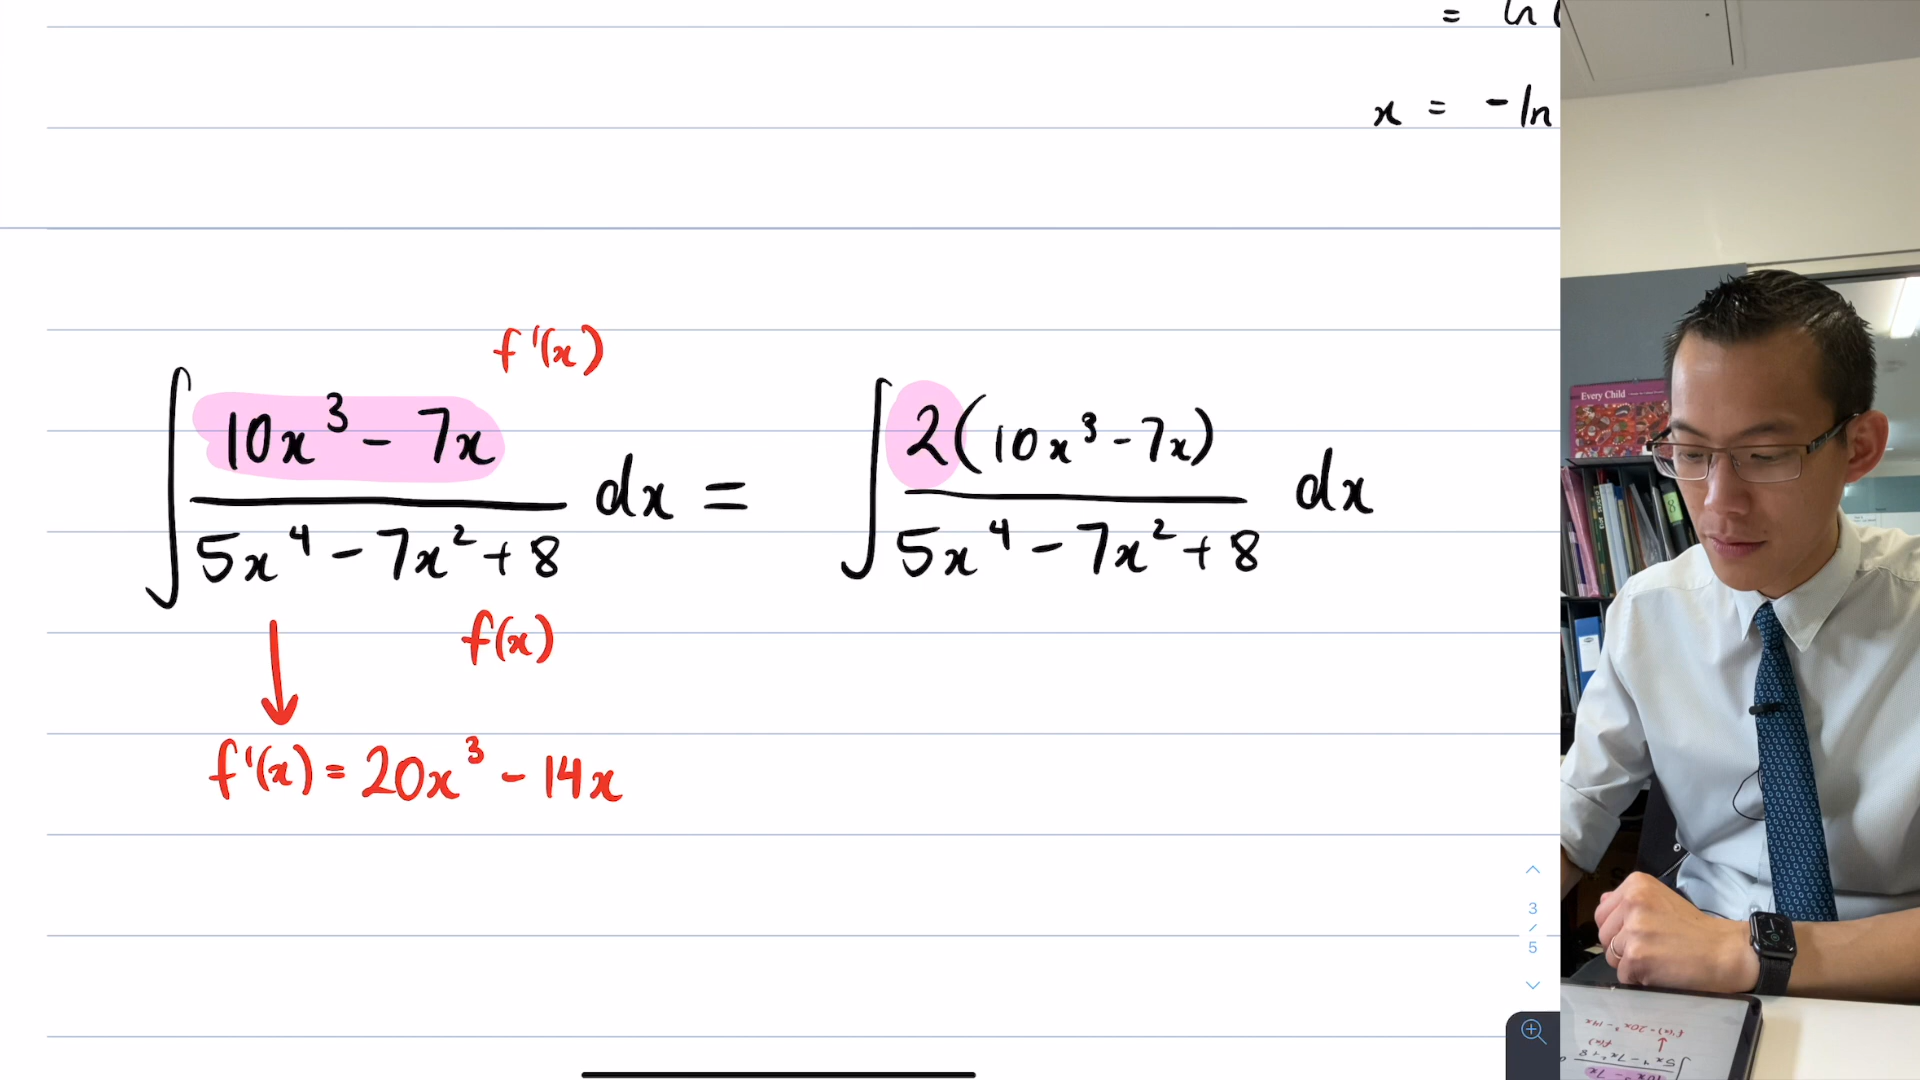 = ln (
x = -ln
f'(x)
∫ (10x³ - 7x)/(5x⁴ - 7x² + 8) dx = ∫ 2(10x³ - 7x)/(5x⁴ - 7x² + 8) dx
f(x)
f'(x) = 20x³ - 14x
3
/
5
Every Child